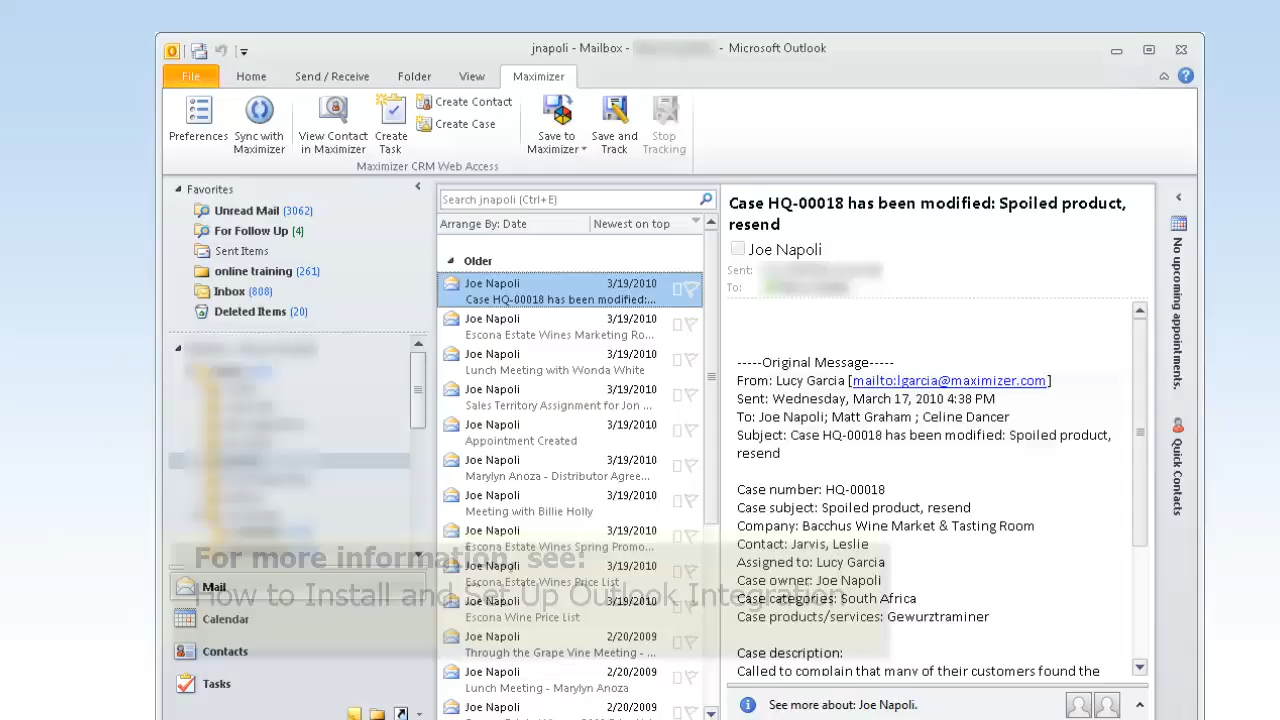 jnapoli - Mailbox - - Microsoft Outlook
File Home Send / Receive Folder View Maximizer
Preferences
Sync with Maximizer
View Contact in Maximizer
Create Task
Create Contact
Create Case
Save to Maximizer
Save and Track
Stop Tracking
Maximizer CRM Web Access
Favorites
Unread Mail (3062)
For Follow Up [4]
Sent Items
online training (261)
Inbox (808)
Deleted Items (20)
Mail
Calendar
Contacts
Tasks
Search jnapoli (Ctrl+E)
Arrange By: Date Newest on top
Older
Joe Napoli 3/19/2010
Case HQ-00018 has been modified:...
Joe Napoli 3/19/2010
Escona Estate Wines Marketing Ro...
Joe Napoli 3/19/2010
Lunch Meeting with Wonda White
Joe Napoli 3/19/2010
Sales Territory Assignment for Jon ...
Joe Napoli 3/19/2010
Appointment Created
Joe Napoli 3/19/2010
Marylyn Anoza - Distributor Agree...
Joe Napoli 3/19/2010
Meeting with Billie Holly
Joe Napoli 3/19/2010
Escona Estate Wines Spring Promo...
Joe Napoli 3/19/2010
Escona Estate Wines Price List
Joe Napoli 3/19/2010
Escona Wine Price List
Joe Napoli 2/20/2009
Through the Grape Vine Meeting - ...
Joe Napoli 2/20/2009
Lunch Meeting - Marylyn Anoza
Joe Napoli 2/20/2009
Case HQ-00018 has been modified: Spoiled product,
resend
Joe Napoli
Sent:
To:
-----Original Message-----
From: Lucy Garcia [mailto:lgarcia@maximizer.com]
Sent: Wednesday, March 17, 2010 4:38 PM
To: Joe Napoli; Matt Graham ; Celine Dancer
Subject: Case HQ-00018 has been modified: Spoiled product,
resend
Case number: HQ-00018
Case subject: Spoiled product, resend
Company: Bacchus Wine Market & Tasting Room
Contact: Jarvis, Leslie
Assigned to: Lucy Garcia
Case owner: Joe Napoli
Case categories: South Africa
Case products/services: Gewurztraminer
Case description:
Called to complain that many of their customers found the
See more about: Joe Napoli.
No upcoming appointments.
Quick Contacts
For more information, see:
How to Install and Set Up Outlook Integration